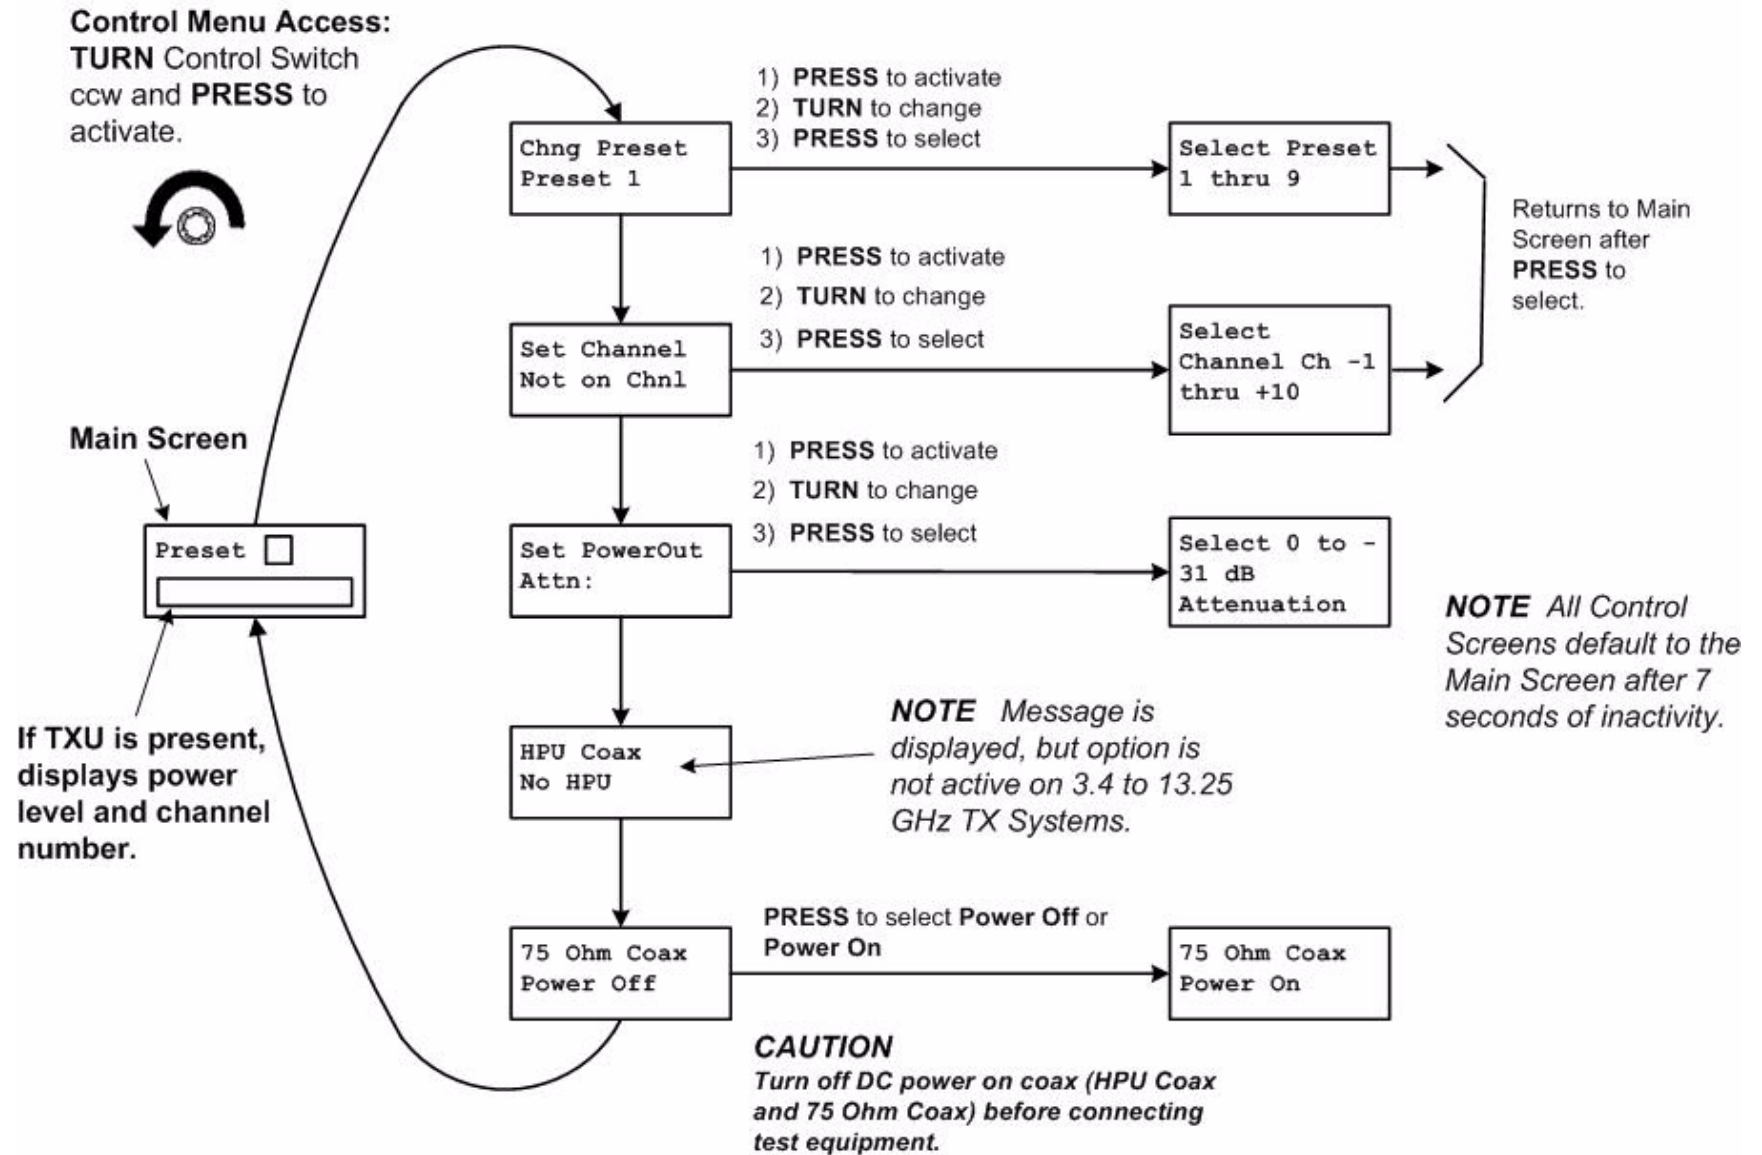 Control Menu Access:
TURN Control Switch
ccw and PRESS to
activate.
1) PRESS to activate
2) TURN to change
3) PRESS to select
Chng Preset
Preset 1
Select Preset
1 thru 9
Returns to Main
Screen after
PRESS to
select.
1) PRESS to activate
2) TURN to change
3) PRESS to select
Set Channel
Not on Chnl
Select
Channel Ch -1
thru +10
Main Screen
Preset
1) PRESS to activate
2) TURN to change
3) PRESS to select
Set PowerOut
Attn:
Select 0 to -
31 dB
Attenuation
NOTE All Control
Screens default to the
Main Screen after 7
seconds of inactivity.
If TXU is present,
displays power
level and channel
number.
HPU Coax
No HPU
NOTE Message is
displayed, but option is
not active on 3.4 to 13.25
GHz TX Systems.
75 Ohm Coax
Power Off
PRESS to select Power Off or
Power On
75 Ohm Coax
Power On
CAUTION
Turn off DC power on coax (HPU Coax
and 75 Ohm Coax) before connecting
test equipment.